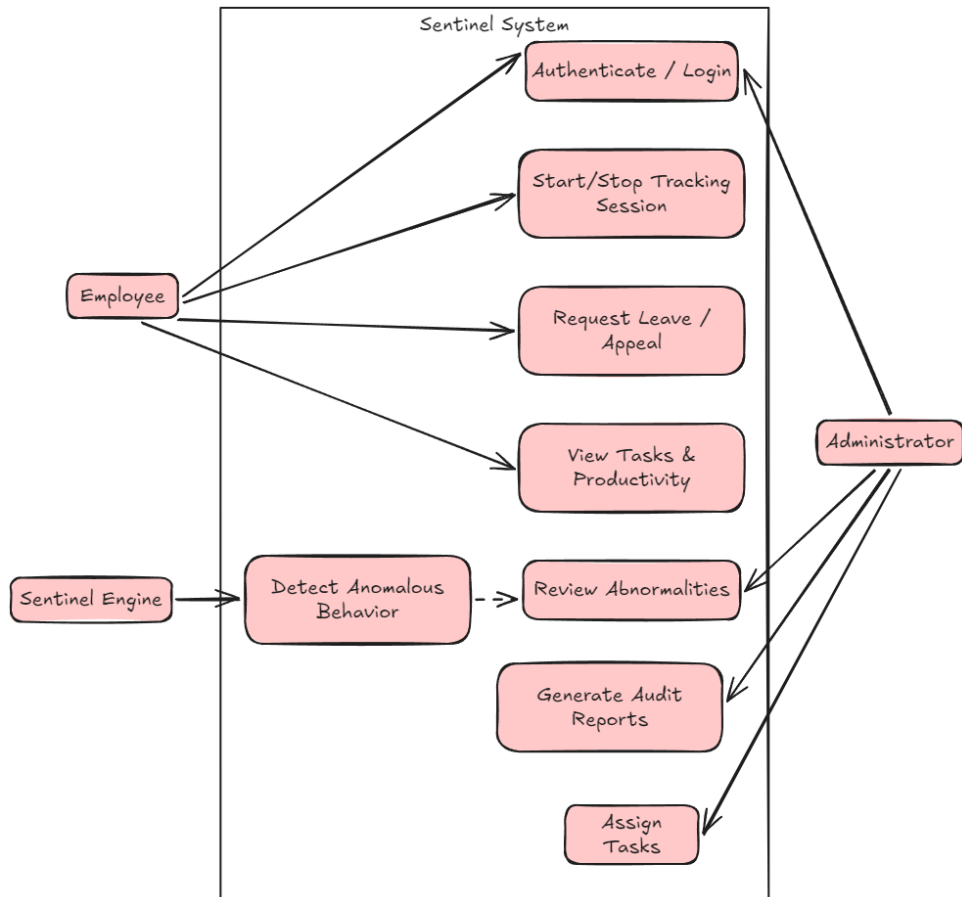 Sentinel System
Authenticate / Login
Start/Stop Tracking
Session
Employee
Request Leave /
Appeal
View Tasks &
Productivity
Administrator
Sentinel Engine
Detect Anomalous
Behavior
Review Abnormalities
Generate Audit
Reports
Assign
Tasks